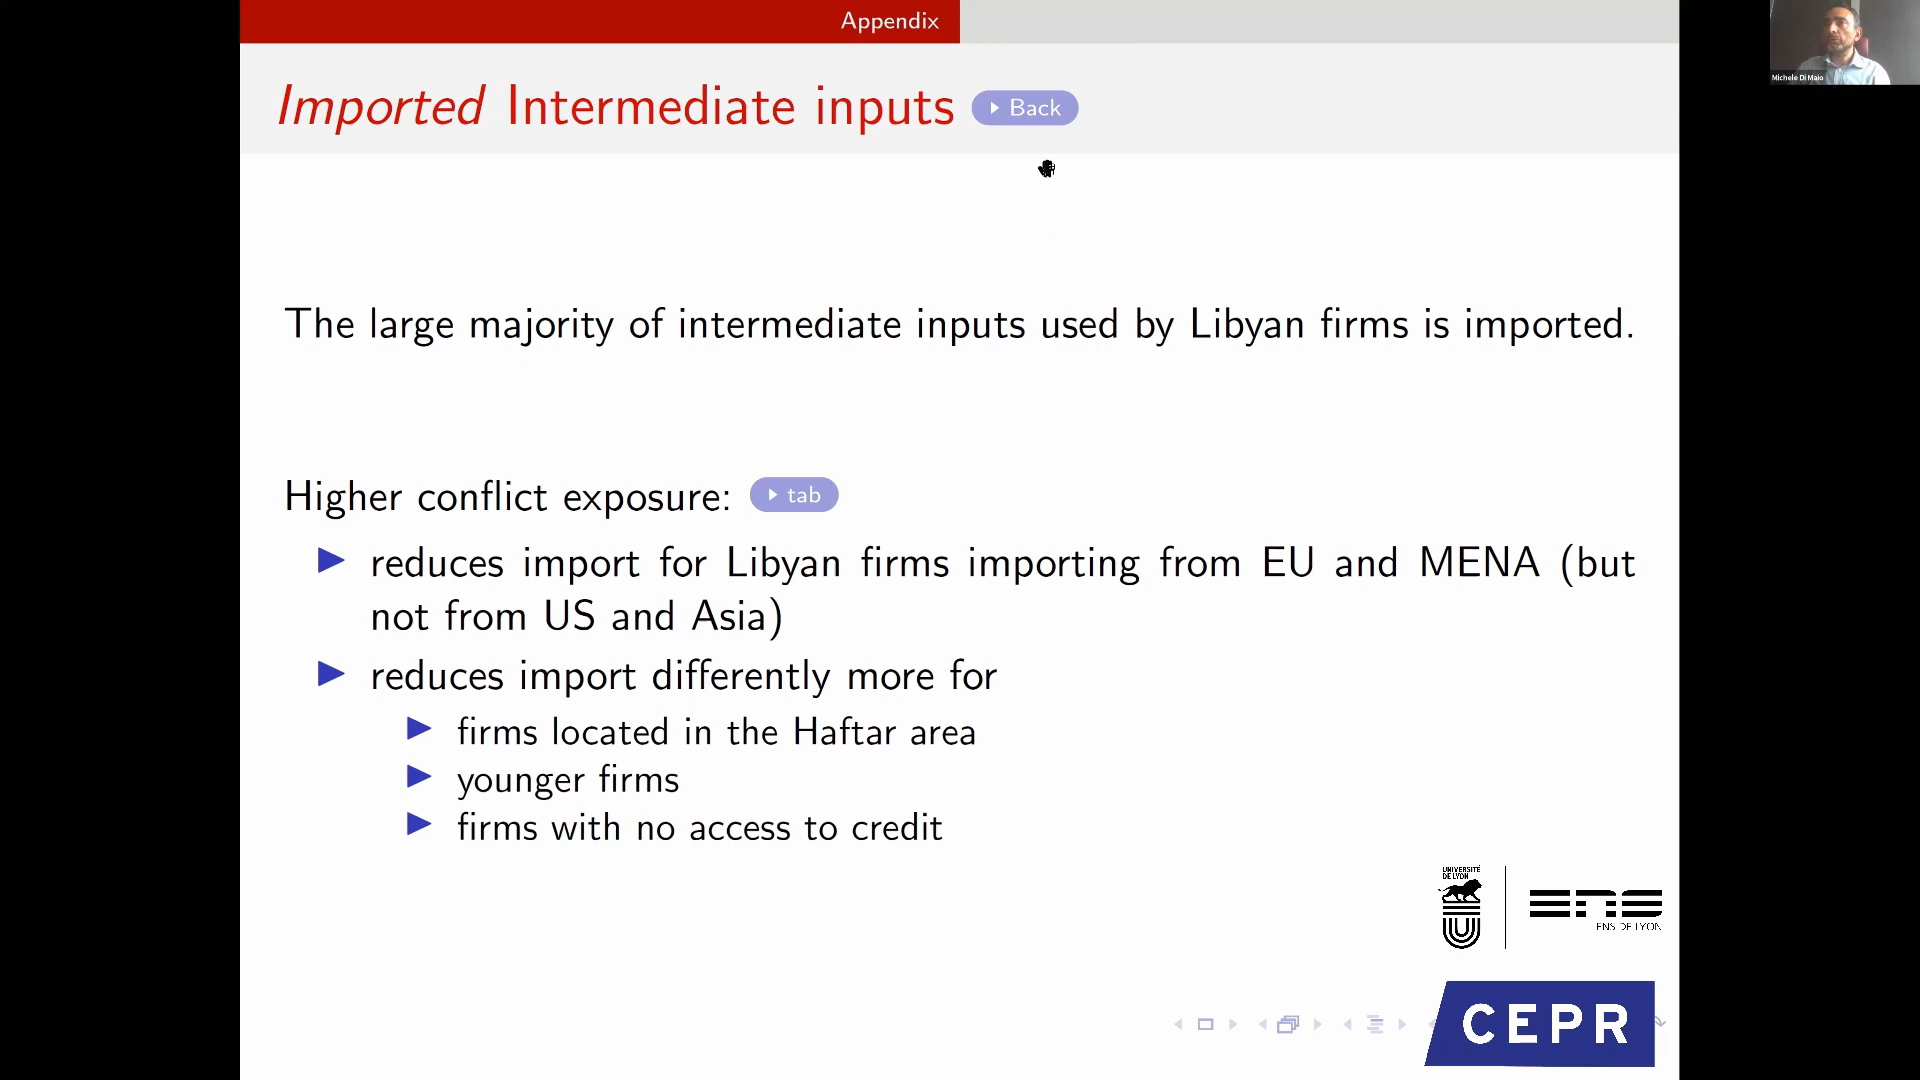 Appendix
Michele Di Maio
Imported Intermediate inputs Back
The large majority of intermediate inputs used by Libyan firms is imported.
Higher conflict exposure: tab
reduces import for Libyan firms importing from EU and MENA (but
not from US and Asia)
reduces import differently more for
firms located in the Haftar area
younger firms
firms with no access to credit
UNIVERSITÉ
DE LYON
ENS
ENS DE LYON
CEPR